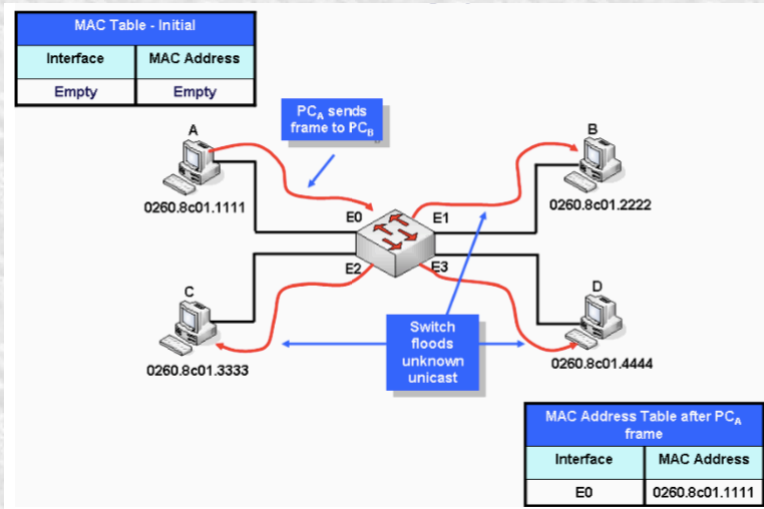 MAC Table - Initial
Interface MAC Address
Empty Empty
PCA sends
frame to PCB
A
B
0260.8c01.1111
0260.8c01.2222
E0
E1
E2
E3
C
D
0260.8c01.3333
0260.8c01.4444
Switch
floods
unknown
unicast
MAC Address Table after PCA
frame
Interface MAC Address
E0 0260.8c01.1111